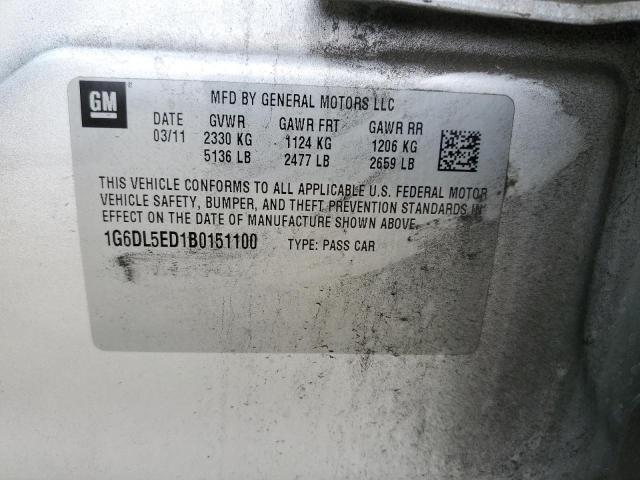 GM
MFD BY GENERAL MOTORS LLC
DATE GVWR GAWR FRT GAWR RR
03/11 2330 KG 1124 KG 1206 KG
5136 LB 2477 LB 2659 LB
THIS VEHICLE CONFORMS TO ALL APPLICABLE U.S. FEDERAL MOTOR
VEHICLE SAFETY, BUMPER, AND THEFT PREVENTION STANDARDS IN
EFFECT ON THE DATE OF MANUFACTURE SHOWN ABOVE.
1G6DL5ED1B0151100 TYPE: PASS CAR